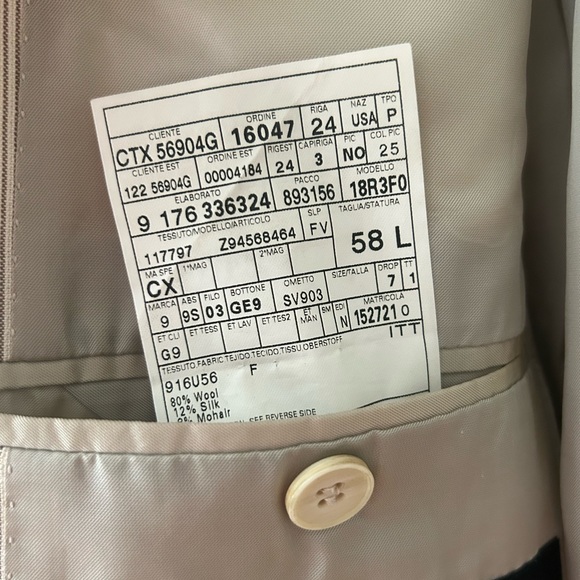 CLIENTE ORDINE RIGA NAZ TPO
CTX 56904G 16047 24 USA P
CLIENTE EST ORDINE EST RIGEST CAPIRIGA PIC COL PIC
122 56904G 00004184 24 3 NO 25
ELABORATO PACCO MODELLO
9 176 336324 893156 18R3F0
TESSUTO/MODELLO/ARTICOLO SLP TAGLIA/STATURA
117797 Z94568464 FV 58 L
MA SPE 1°MAG 2°MAG
CX
MARCA ABS FILO BOTTONE OMETTO SIZE/TALLA DROP TT
9 9S 03 GE9 SV903 7 1
ET CLI ET TESS ET LAV ET TES2 ET MAN BM EDI MATRICOLA
G9 N 152721 0
TESSUTO FABRIC TEJIDO TECIDO TISSU OBERSTOFF ITT
916U56 F
80% Wool
12% Silk
Mohair
SEE REVERSE SIDE